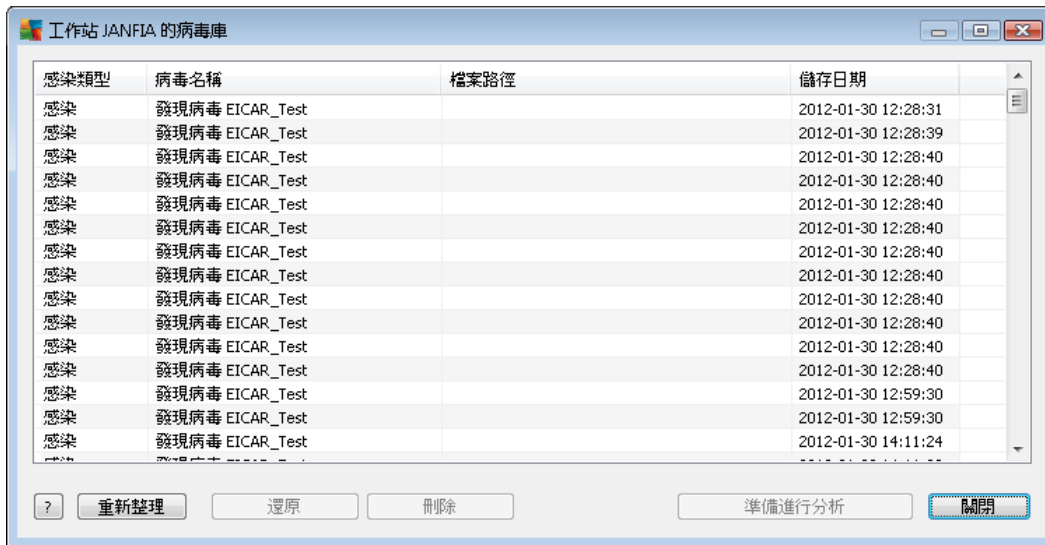 工作站 JANFIA 的病毒庫
感染類型 病毒名稱 檔案路徑 儲存日期
感染 發現病毒 EICAR_Test 2012-01-30 12:28:31
感染 發現病毒 EICAR_Test 2012-01-30 12:28:39
感染 發現病毒 EICAR_Test 2012-01-30 12:28:40
感染 發現病毒 EICAR_Test 2012-01-30 12:28:40
感染 發現病毒 EICAR_Test 2012-01-30 12:28:40
感染 發現病毒 EICAR_Test 2012-01-30 12:28:40
感染 發現病毒 EICAR_Test 2012-01-30 12:28:40
感染 發現病毒 EICAR_Test 2012-01-30 12:28:40
感染 發現病毒 EICAR_Test 2012-01-30 12:28:40
感染 發現病毒 EICAR_Test 2012-01-30 12:28:40
感染 發現病毒 EICAR_Test 2012-01-30 12:28:40
感染 發現病毒 EICAR_Test 2012-01-30 12:28:40
感染 發現病毒 EICAR_Test 2012-01-30 12:59:30
感染 發現病毒 EICAR_Test 2012-01-30 12:59:30
感染 發現病毒 EICAR_Test 2012-01-30 14:11:24
? 重新整理 還原 刪除 準備進行分析 關閉